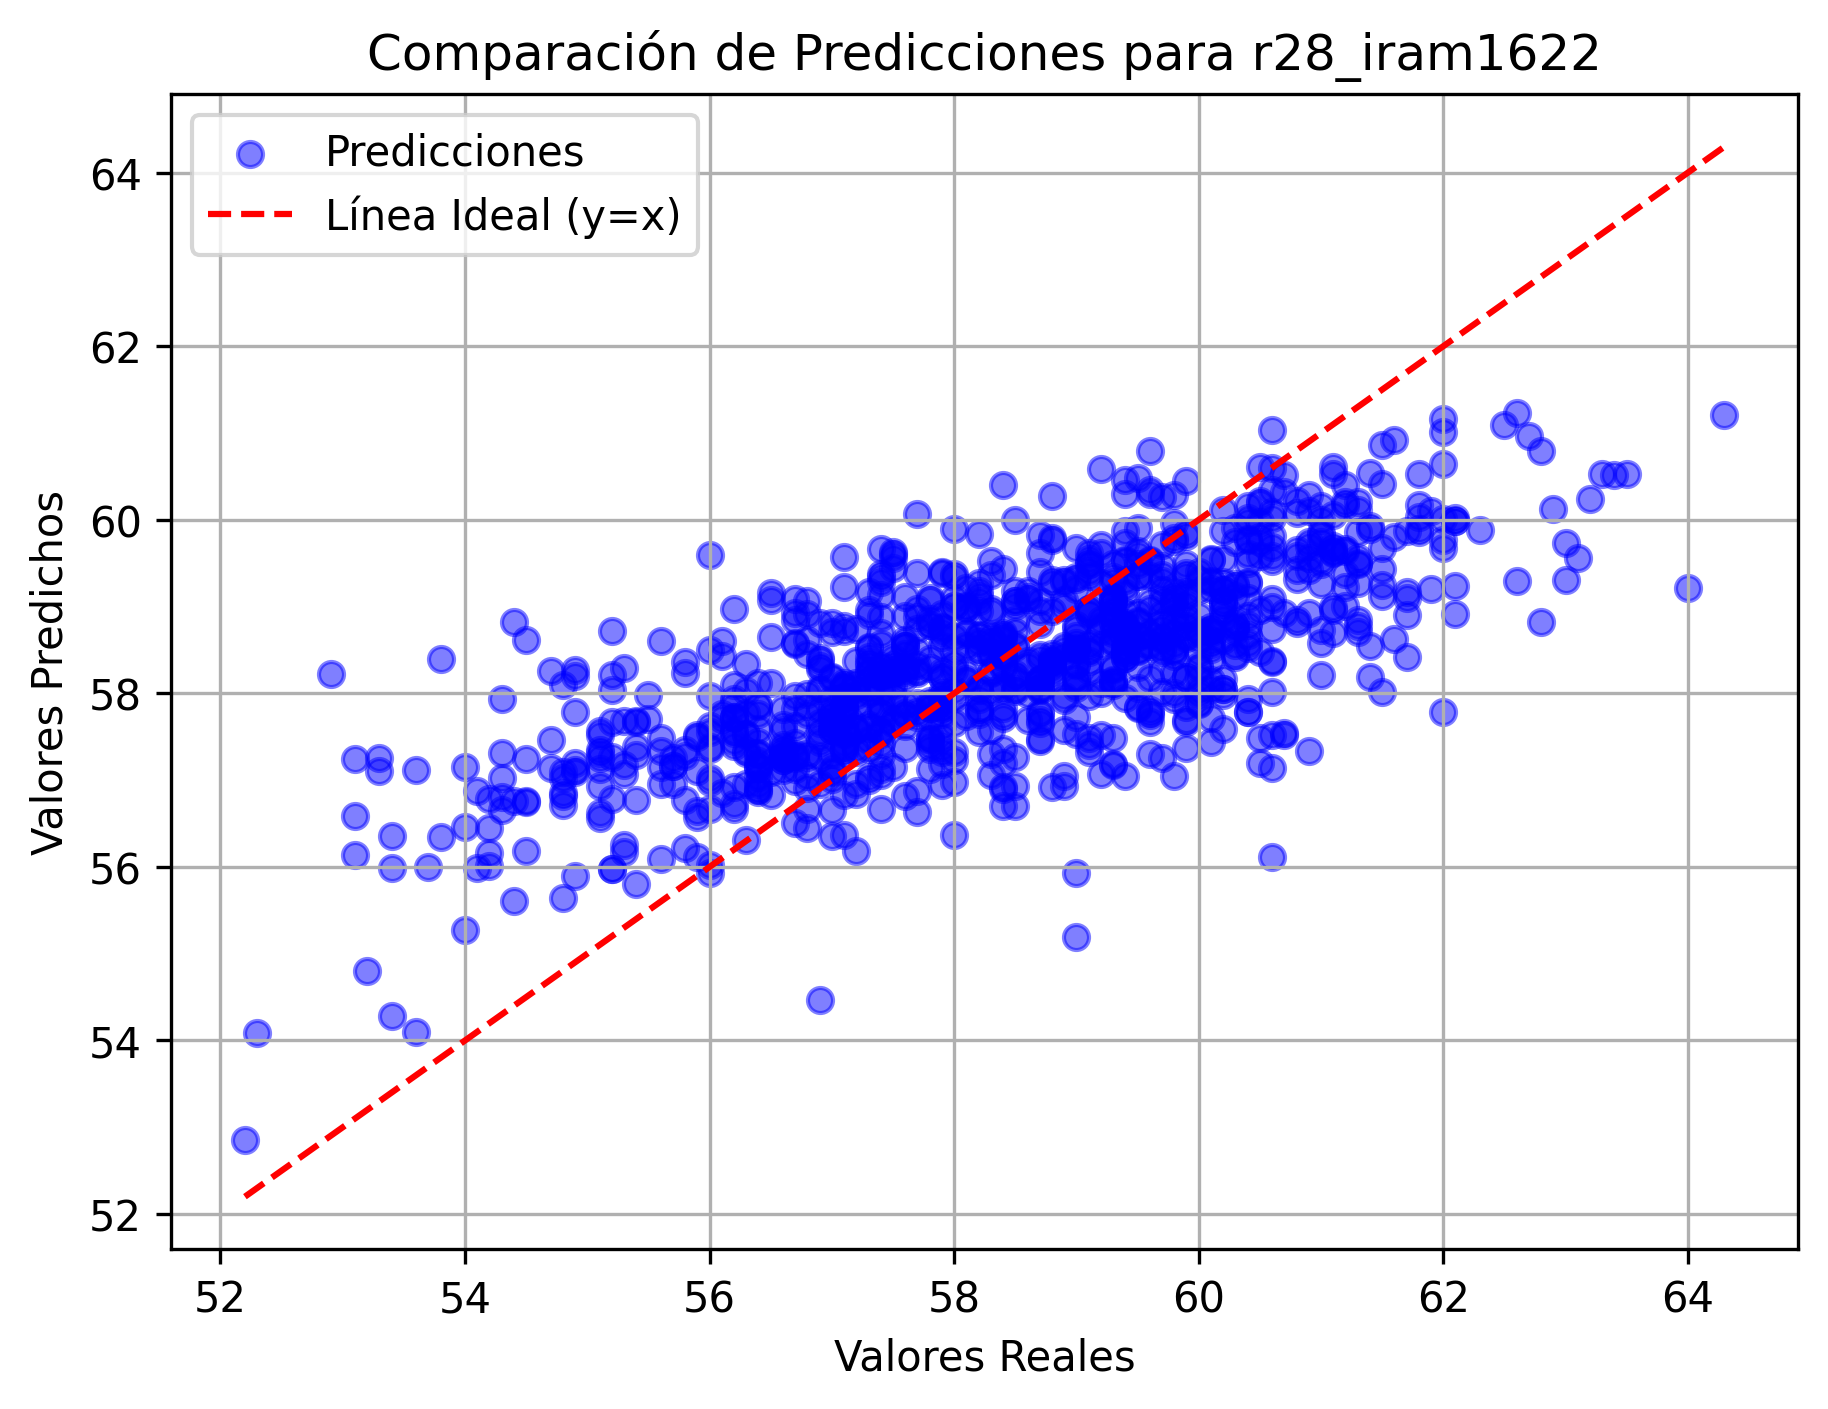 Comparación de Predicciones para r28_iram1622
Predicciones
Línea Ideal (y=x)
Valores Predichos
64
62
60
58
56
54
52
52 54 56 58 60 62 64
Valores Reales